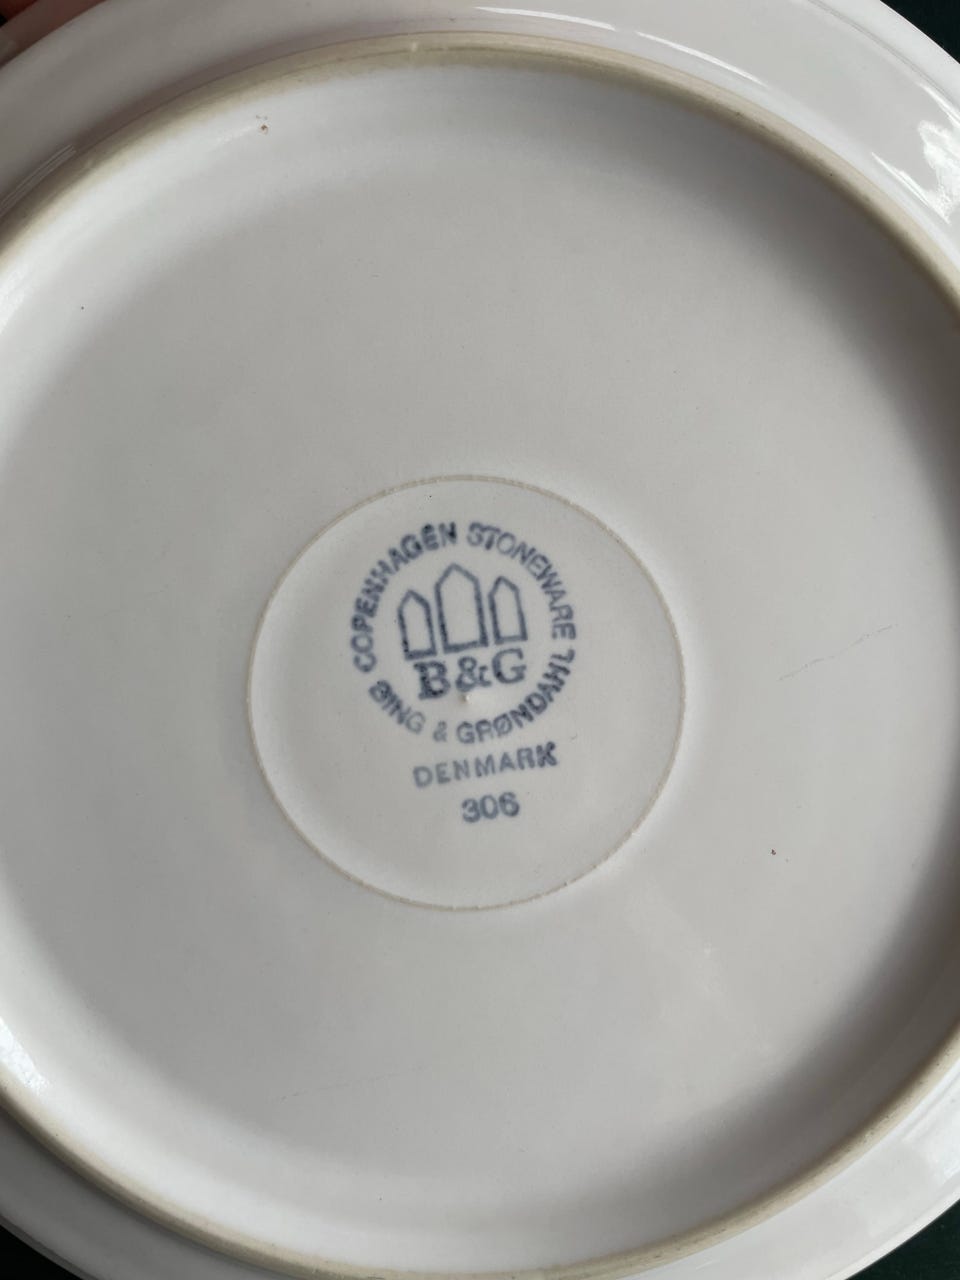 COPENHAGEN STONEWARE
B&G
BING & GRØNDAHL
DENMARK
306